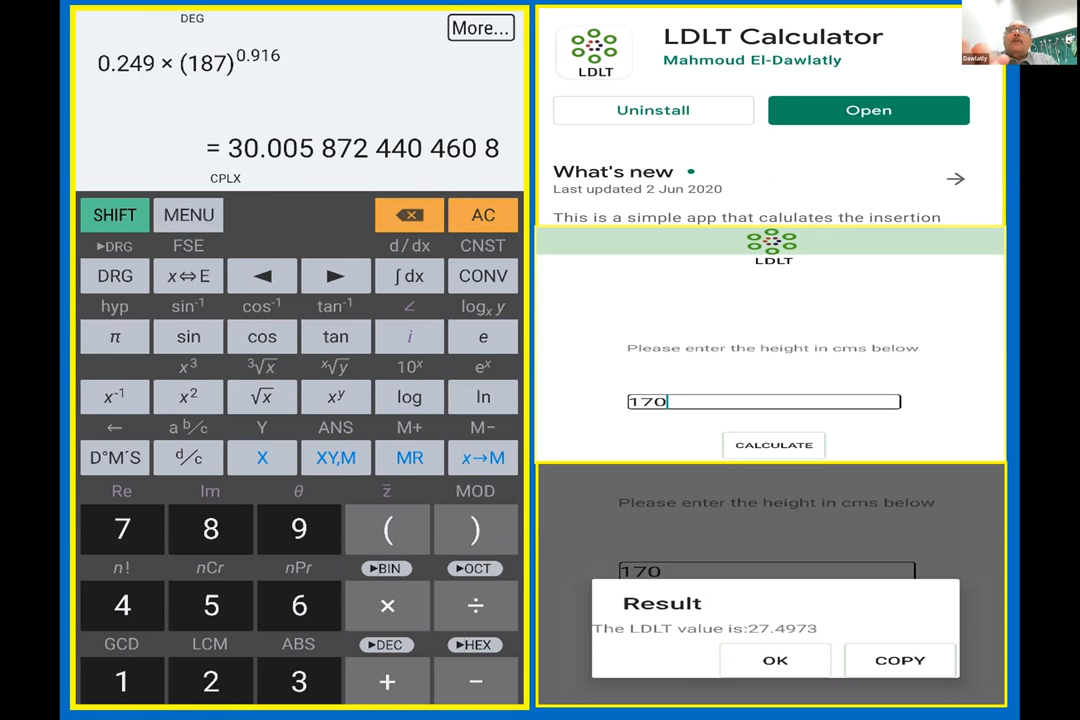 DEG
More...
0.249 × (187)^0.916
= 30.005 872 440 460 8
CPLX
SHIFT MENU AC
►DRG FSE d/dx CNST
DRG x⇔E ◄ ► ∫dx CONV
hyp sin⁻¹ cos⁻¹ tan⁻¹ ∠ logₓ y
π sin cos tan i e
x³ ³√x ˣ√y 10ˣ eˣ
x⁻¹ x² √x xʸ log ln
← a b/c Y ANS M+ M−
D°M´S d/c X XY,M MR x→M
Re Im θ z̄ MOD
7 8 9 ( )
n! nCr nPr ►BIN ►OCT
4 5 6 × ÷
GCD LCM ABS ►DEC ►HEX
1 2 3 + −
LDLT
LDLT Calculator
Mahmoud El-Dawlatly
Uninstall Open
What's new •
Last updated 2 Jun 2020
This is a simple app that calulates the insertion
LDLT
Please enter the height in cms below
170
CALCULATE
Please enter the height in cms below
170
Result
The LDLT value is:27.4973
OK COPY
Dawlatly